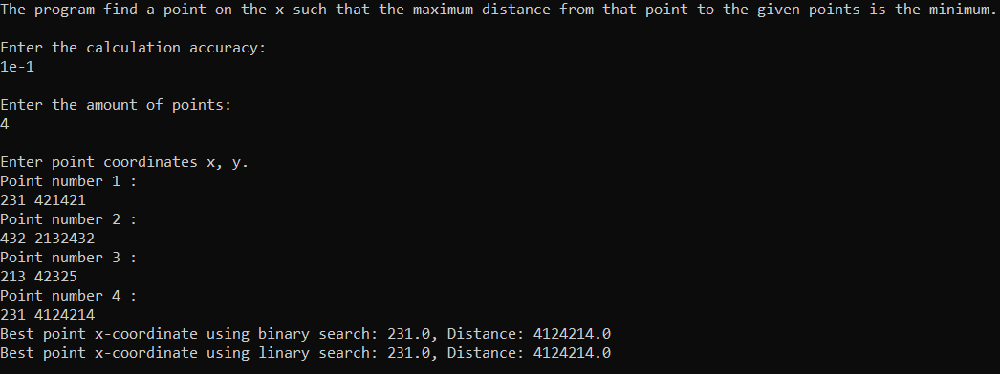 The program find a point on the x such that the maximum distance from that point to the given points is the minimum.
Enter the calculation accuracy:
1e-1
Enter the amount of points:
4
Enter point coordinates x, y.
Point number 1 :
231 421421
Point number 2 :
432 2132432
Point number 3 :
213 42325
Point number 4 :
231 4124214
Best point x-coordinate using binary search: 231.0, Distance: 4124214.0
Best point x-coordinate using linary search: 231.0, Distance: 4124214.0